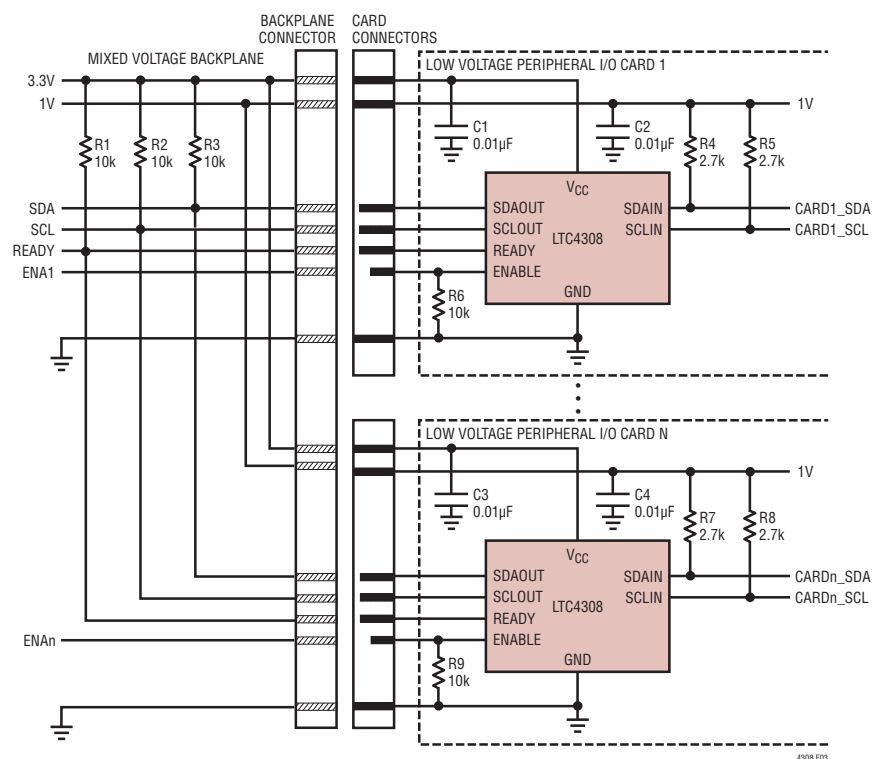 BACKPLANE CONNECTOR
CARD CONNECTORS
MIXED VOLTAGE BACKPLANE
LOW VOLTAGE PERIPHERAL I/O CARD 1
3.3V
1V
1V
R1 10k
R2 10k
R3 10k
C1 0.01µF
C2 0.01µF
R4 2.7k
R5 2.7k
VCC
SDA
SCL
READY
ENA1
SDAOUT
SCLOUT
READY
ENABLE
LTC4308
SDAIN
SCLIN
GND
CARD1_SDA
CARD1_SCL
R6 10k
LOW VOLTAGE PERIPHERAL I/O CARD N
1V
C3 0.01µF
C4 0.01µF
R7 2.7k
R8 2.7k
VCC
SDAOUT
SCLOUT
READY
ENABLE
LTC4308
SDAIN
SCLIN
GND
CARDn_SDA
CARDn_SCL
ENAn
R9 10k
4308 F03